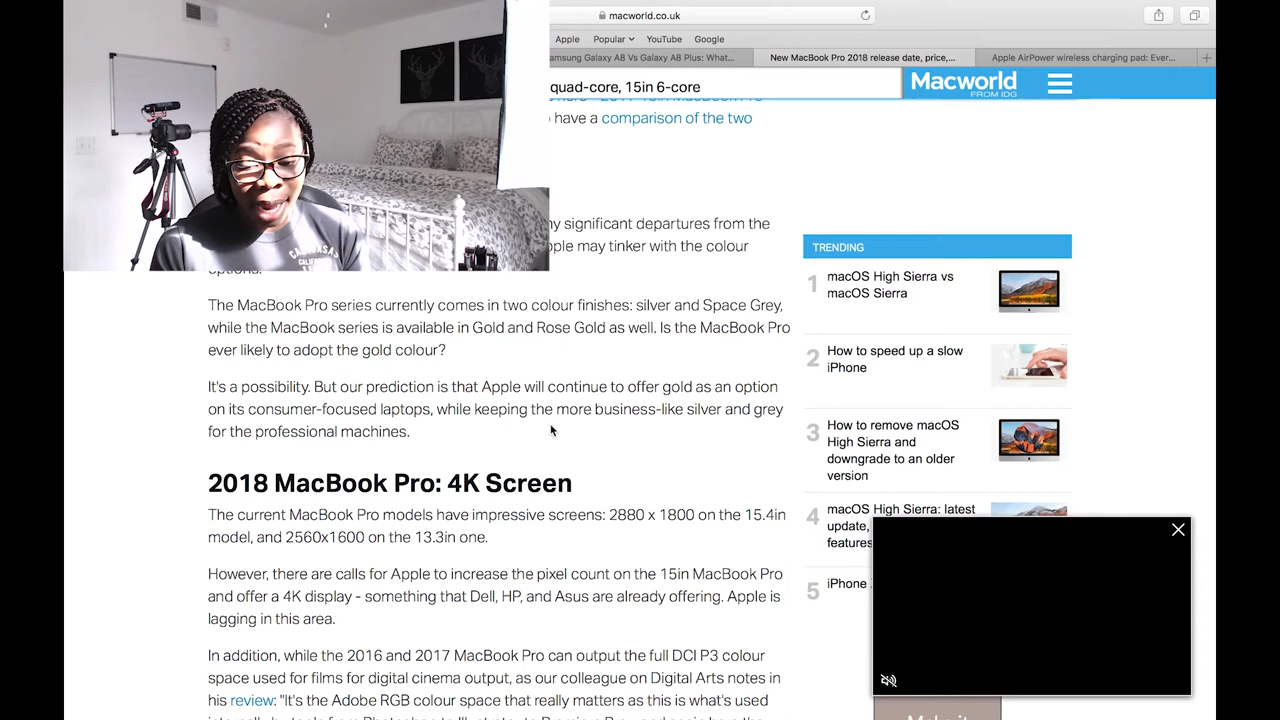 macworld.co.uk
Apple
Popular
YouTube
Google
amsung Galaxy A8 Vs Galaxy A8 Plus: What...
New MacBook Pro 2018 release date, price,...
Apple AirPower wireless charging pad: Ever...
quad-core, 15in 6-core
Macworld
FROM IDG
have a comparison of the two
ny significant departures from the
ople may tinker with the colour
options.
The MacBook Pro series currently comes in two colour finishes: silver and Space Grey,
while the MacBook series is available in Gold and Rose Gold as well. Is the MacBook Pro
ever likely to adopt the gold colour?
It's a possibility. But our prediction is that Apple will continue to offer gold as an option
on its consumer-focused laptops, while keeping the more business-like silver and grey
for the professional machines.
2018 MacBook Pro: 4K Screen
The current MacBook Pro models have impressive screens: 2880 x 1800 on the 15.4in
model, and 2560x1600 on the 13.3in one.
However, there are calls for Apple to increase the pixel count on the 15in MacBook Pro
and offer a 4K display - something that Dell, HP, and Asus are already offering. Apple is
lagging in this area.
In addition, while the 2016 and 2017 MacBook Pro can output the full DCI P3 colour
space used for films for digital cinema output, as our colleague on Digital Arts notes in
his review: "It's the Adobe RGB colour space that really matters as this is what's used
TRENDING
1
macOS High Sierra vs
macOS Sierra
2
How to speed up a slow
iPhone
3
How to remove macOS
High Sierra and
downgrade to an older
version
4
macOS High Sierra: latest
update,
features
5
iPhone
Make it